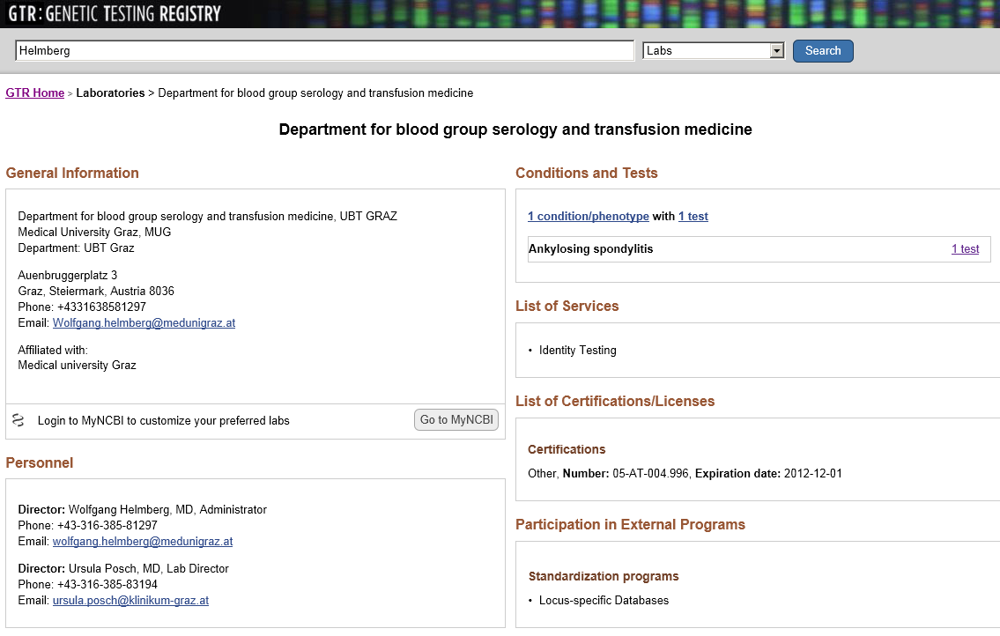 GTR: GENETIC TESTING REGISTRY
Helmberg
Labs
Search
GTR Home > Laboratories > Department for blood group serology and transfusion medicine
Department for blood group serology and transfusion medicine
General Information
Department for blood group serology and transfusion medicine, UBT GRAZ
Medical University Graz, MUG
Department: UBT Graz
Auenbruggerplatz 3
Graz, Steiermark, Austria 8036
Phone: +4331638581297
Email: Wolfgang.helmberg@medunigraz.at
Affiliated with:
Medical university Graz
Login to MyNCBI to customize your preferred labs
Go to MyNCBI
Personnel
Director: Wolfgang Helmberg, MD, Administrator
Phone: +43-316-385-81297
Email: wolfgang.helmberg@medunigraz.at
Director: Ursula Posch, MD, Lab Director
Phone: +43-316-385-83194
Email: ursula.posch@klinikum-graz.at
Conditions and Tests
1 condition/phenotype with 1 test
Ankylosing spondylitis 1 test
List of Services
• Identity Testing
List of Certifications/Licenses
Certifications
Other, Number: 05-AT-004.996, Expiration date: 2012-12-01
Participation in External Programs
Standardization programs
• Locus-specific Databases